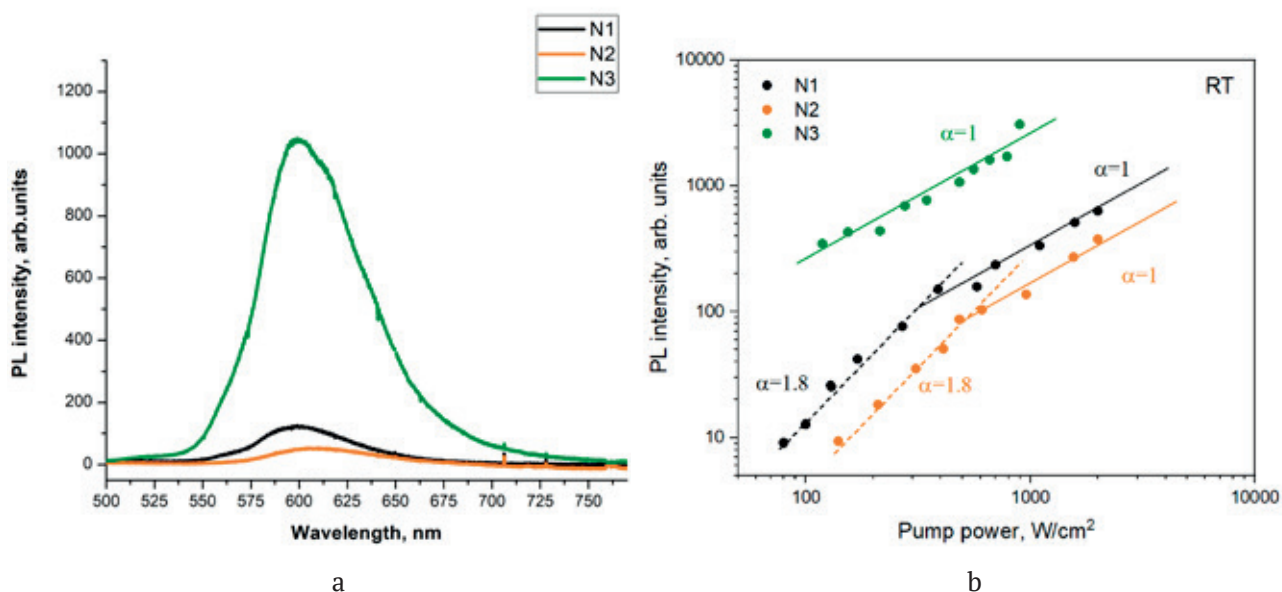 N1
N2
N3
1200
1000
800
600
400
200
0
PL intensity, arb.units
500 525 550 575 600 625 650 675 700 725 750
Wavelength, nm
a
10000
1000
100
10
PL intensity, arb. units
N1
N2
N3
RT
α=1
α=1
α=1
α=1.8
α=1.8
100 1000 10000
Pump power, W/cm²
b